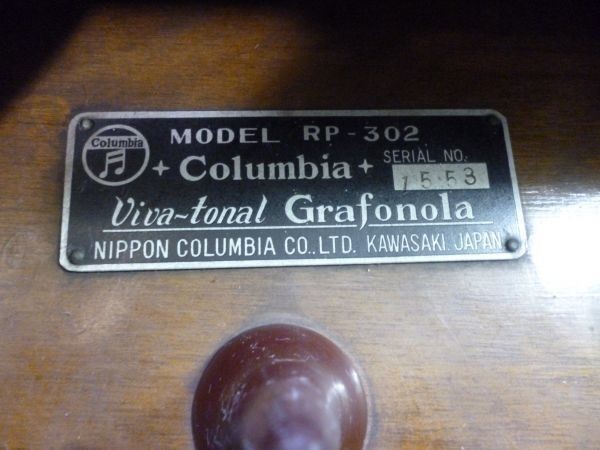 Columbia
MODEL RP-302
Columbia
SERIAL NO.
1553
Viva-tonal Grafonola
NIPPON COLUMBIA CO., LTD. KAWASAKI. JAPAN